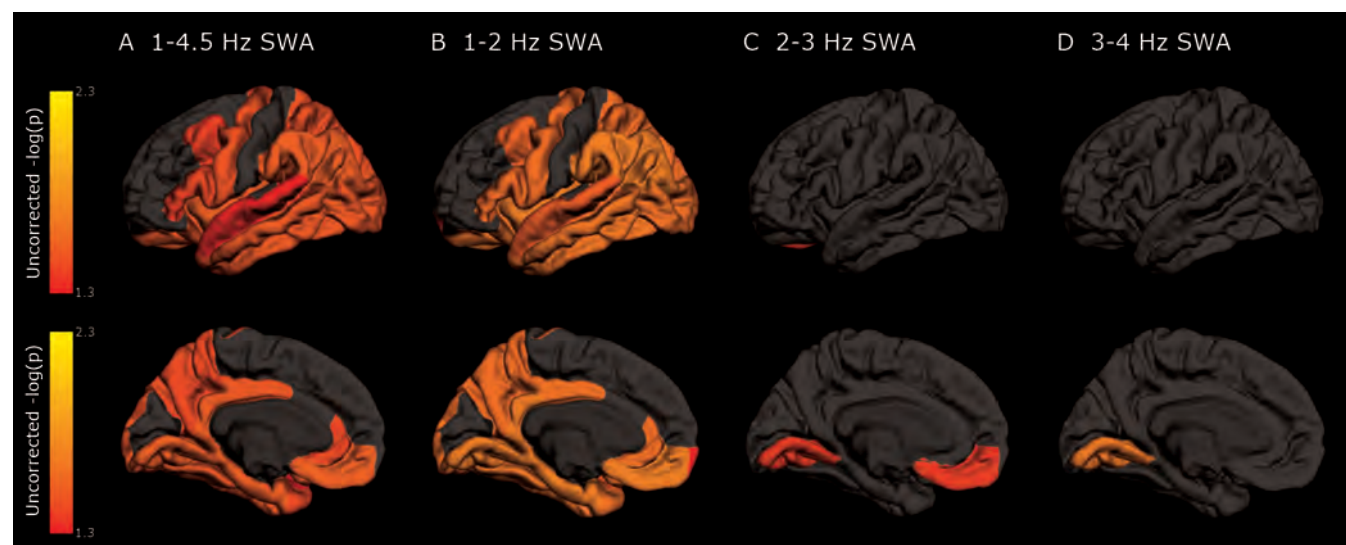 A 1-4.5 Hz SWA
B 1-2 Hz SWA
C 2-3 Hz SWA
D 3-4 Hz SWA
2.3
Uncorrected -log(p)
1.3
2.3
Uncorrected -log(p)
1.3